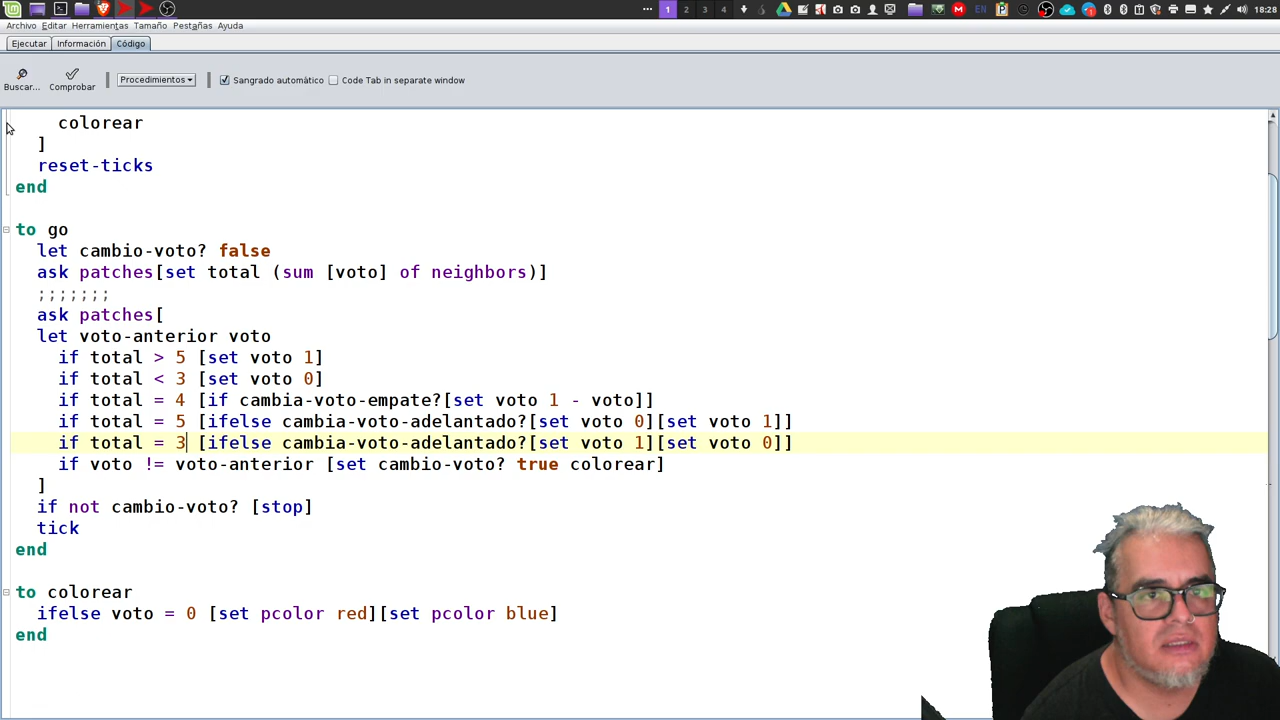 1 2 3 4 EN 18:28
Archivo Editar Herramientas Tamaño Pestañas Ayuda
Ejecutar Información Código
Buscar... Comprobar Procedimientos Sangrado automático Code Tab in separate window
colorear
]
reset-ticks
end
to go
let cambio-voto? false
ask patches[set total (sum [voto] of neighbors)]
;;;;;;;
ask patches[
let voto-anterior voto
if total > 5 [set voto 1]
if total < 3 [set voto 0]
if total = 4 [if cambia-voto-empate?[set voto 1 - voto]]
if total = 5 [ifelse cambia-voto-adelantado?[set voto 0][set voto 1]]
if total = 3 [ifelse cambia-voto-adelantado?[set voto 1][set voto 0]]
if voto != voto-anterior [set cambio-voto? true colorear]
]
if not cambio-voto? [stop]
tick
end
to colorear
ifelse voto = 0 [set pcolor red][set pcolor blue]
end